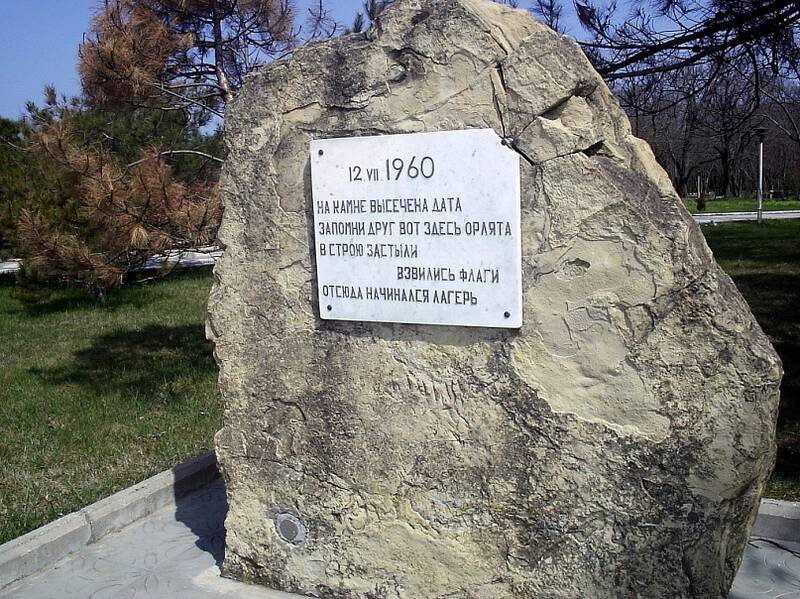 12.VII.1960
НА КАМНЕ ВЫСЕЧЕНА ДАТА
ЗАПОМНИ ДРУГ ВОТ ЗДЕСЬ ОРЛЯТА
В СТРОЮ ЗАСТЫЛИ
ВЗВИЛИСЬ ФЛАГИ
ОТСЮДА НАЧИНАЛСЯ ЛАГЕРЬ